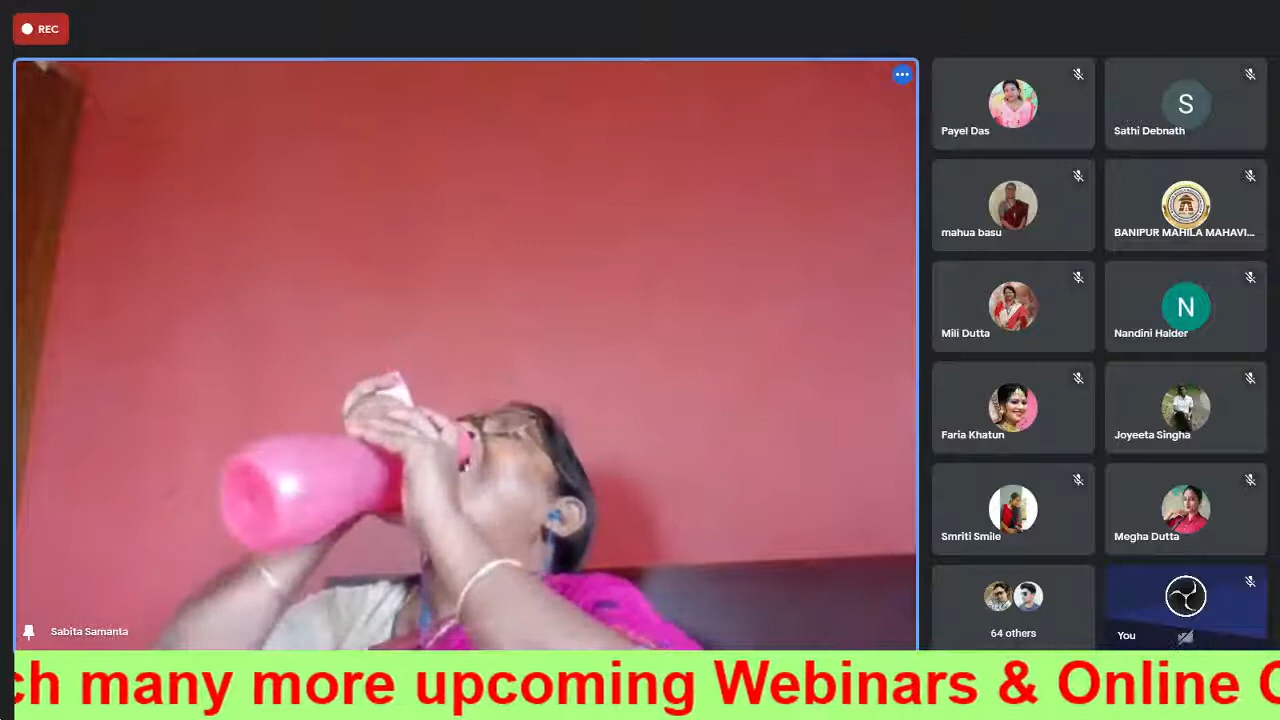 REC
Payel Das
Sathi Debnath
S
mahua basu
BANIPUR MAHILA MAHAVI...
Mili Dutta
Nandini Halder
N
Faria Khatun
Joyeeta Singha
Smriti Smile
Megha Dutta
64 others
You
Sabita Samanta
ch many more upcoming Webinars & Online